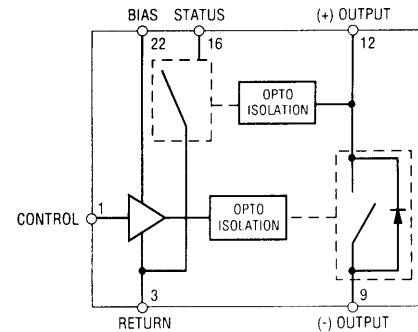 BIAS STATUS (+) OUTPUT
22 16 12
OPTO
ISOLATION
CONTROL 1
OPTO
ISOLATION
3 9
RETURN (-) OUTPUT